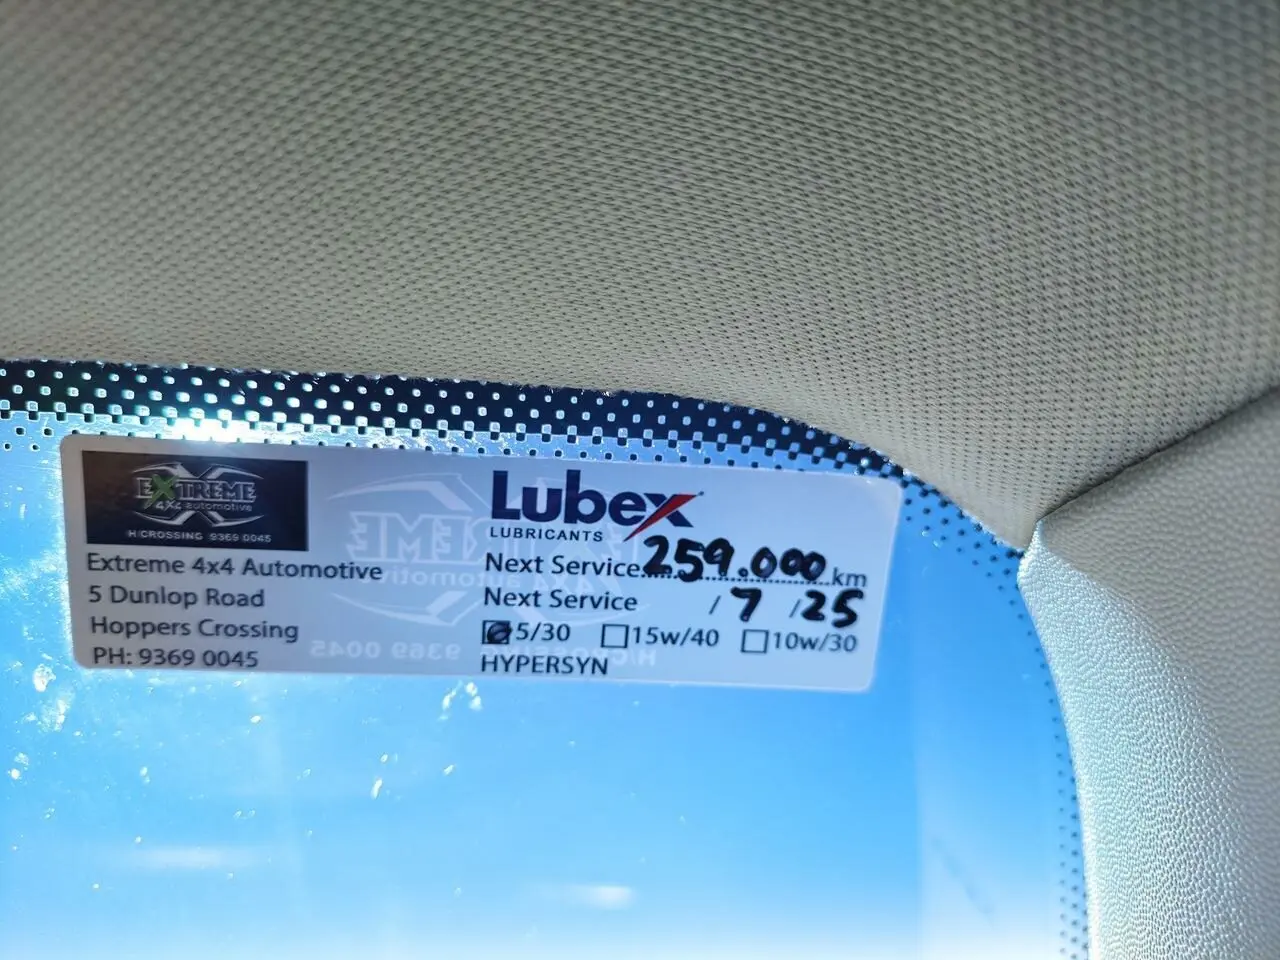 EXTREME
4X4 automotive
H/CROSSING 9369 0045
Extreme 4x4 Automotive
5 Dunlop Road
Hoppers Crossing
PH: 9369 0045
Lubex
LUBRICANTS
Next Service 259.000 km
Next Service / 7 / 25
5/30 15w/40 10w/30
HYPERSYN